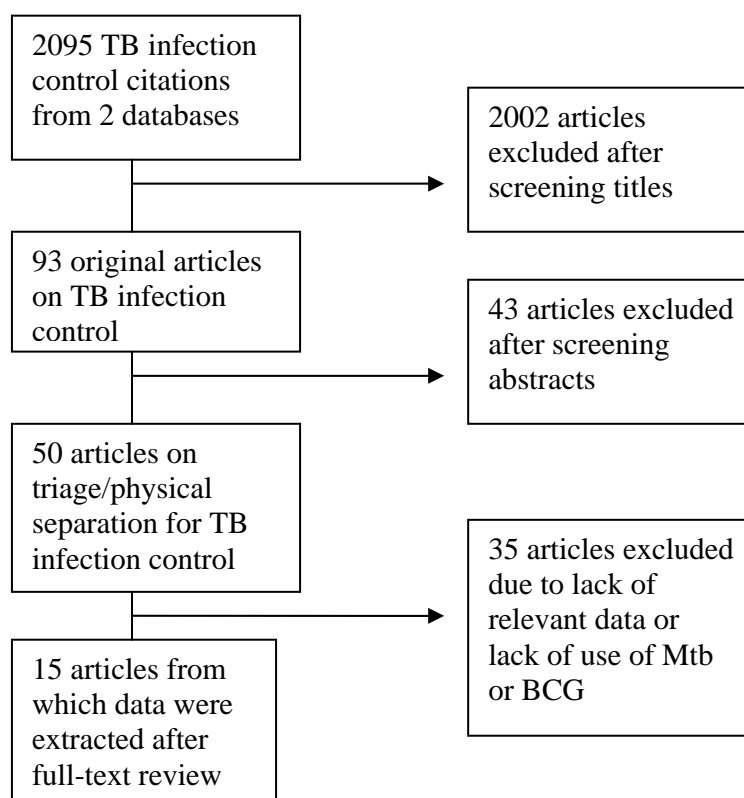 2095 TB infection
control citations
from 2 databases
2002 articles
excluded after
screening titles
93 original articles
on TB infection
control
43 articles excluded
after screening
abstracts
50 articles on
triage/physical
separation for TB
infection control
35 articles excluded
due to lack of
relevant data or
lack of use of Mtb
or BCG
15 articles from
which data were
extracted after
full-text review